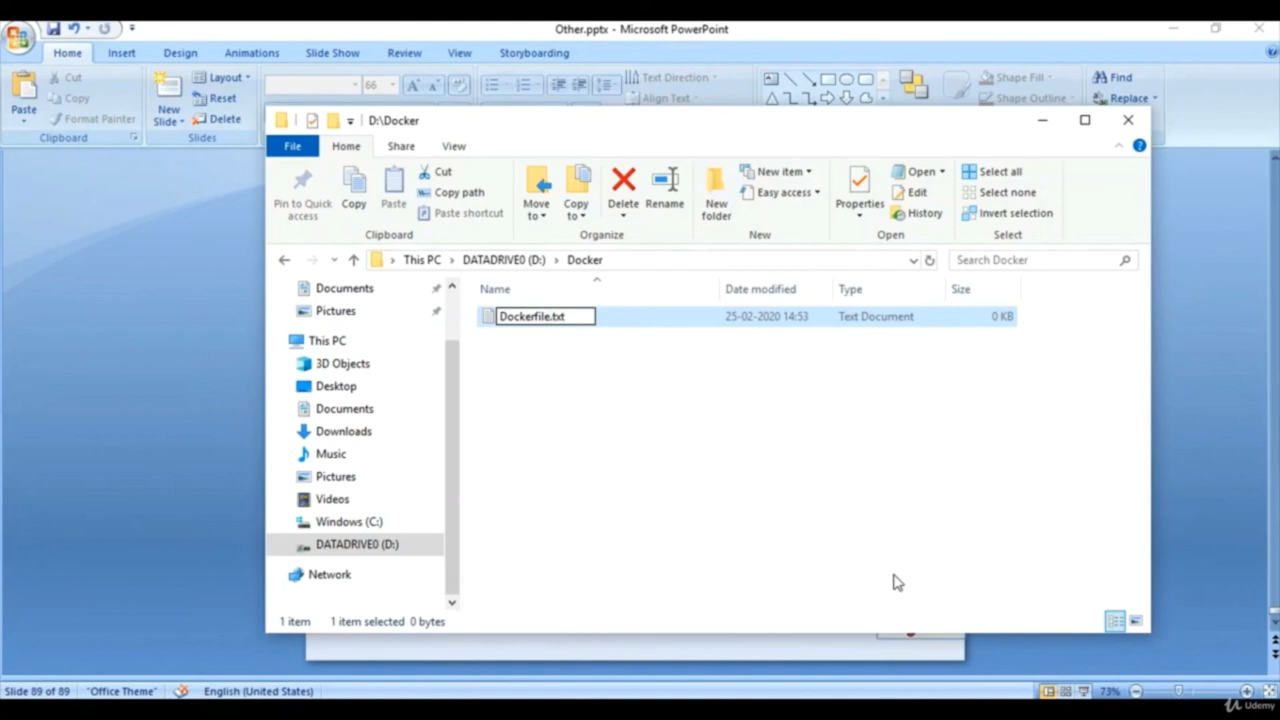 Other.pptx - Microsoft PowerPoint
Home Insert Design Animations Slide Show Review View Storyboarding
Paste
Cut
Copy
Format Painter
Clipboard
New Slide
Layout
Reset
Delete
Slides
66
Text Direction
Align Text
Shape Fill
Shape Outline
Find
Replace
D:\Docker
File Home Share View
Pin to Quick access
Copy
Paste
Cut
Copy path
Paste shortcut
Clipboard
Move to
Copy to
Delete
Rename
Organize
New folder
New item
Easy access
New
Properties
Open
Edit
History
Open
Select all
Select none
Invert selection
Select
This PC DATADRIVE0 (D:) Docker
Search Docker
Name Date modified Type Size
Dockerfile.txt 25-02-2020 14:53 Text Document 0 KB
Documents
Pictures
This PC
3D Objects
Desktop
Documents
Downloads
Music
Pictures
Videos
Windows (C:)
DATADRIVE0 (D:)
Network
1 item 1 item selected 0 bytes
Slide 89 of 89 "Office Theme" English (United States) 73%
Udemy